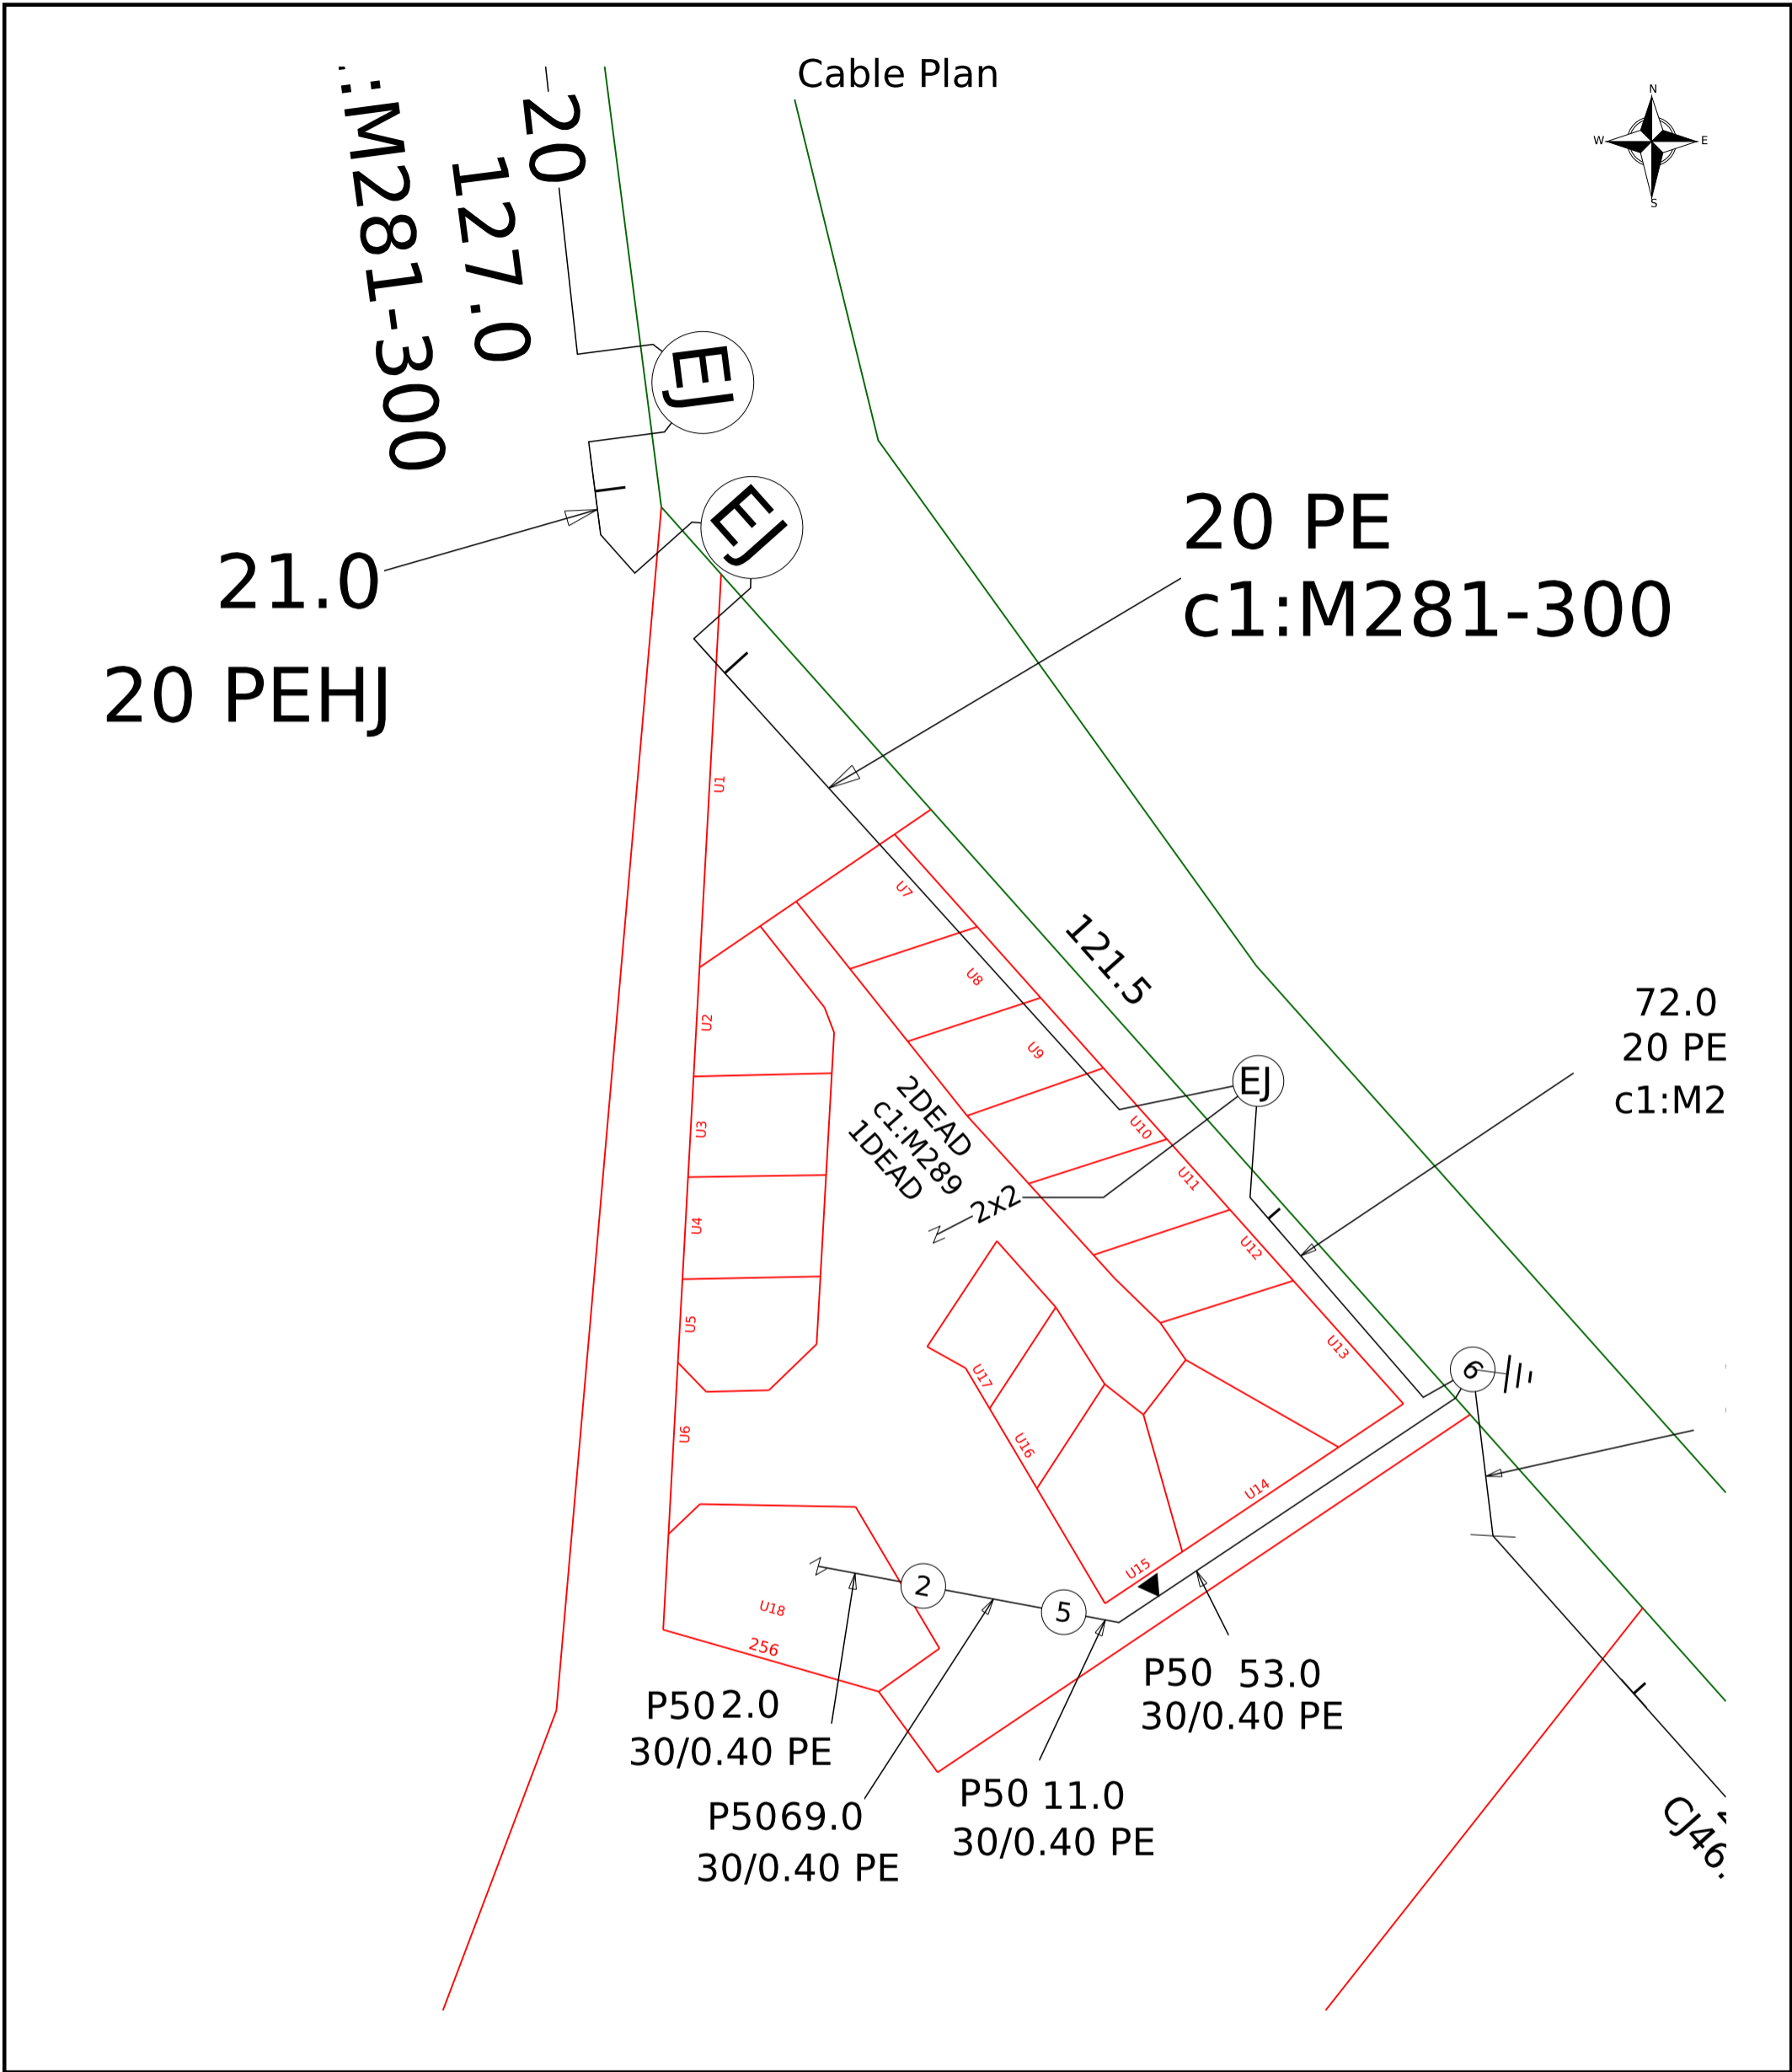 Cable Plan
N
W
E
S
20
127.0
:M281-300
EJ
EJ
21.0
20 PEHJ
20 PE
c1:M281-300
U1
U7
U8
U9
U10
U11
U12
U13
121.5
72.0
20 PE
c1:M2
EJ
2DEAD
c1:M289
1DEAD
2x2
U2
U3
U4
U5
U6
U17
U16
U14
U15
6
U18
256
2
5
P50 53.0
30/0.40 PE
P50 2.0
30/0.40 PE
P50 69.0
30/0.40 PE
P50 11.0
30/0.40 PE
CJ46.